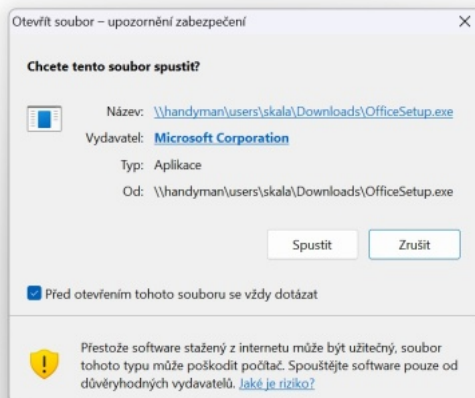 Otevřít soubor – upozornění zabezpečení
Chcete tento soubor spustit?
Název: \\handyman\users\skala\Downloads\OfficeSetup.exe
Vydavatel: Microsoft Corporation
Typ: Aplikace
Od: \\handyman\users\skala\Downloads\OfficeSetup.exe
Spustit Zrušit
Před otevřením tohoto souboru se vždy dotázat
Přestože software stažený z internetu může být užitečný, soubor
tohoto typu může poškodit počítač. Spouštějte software pouze od
důvěryhodných vydavatelů. Jaké je riziko?